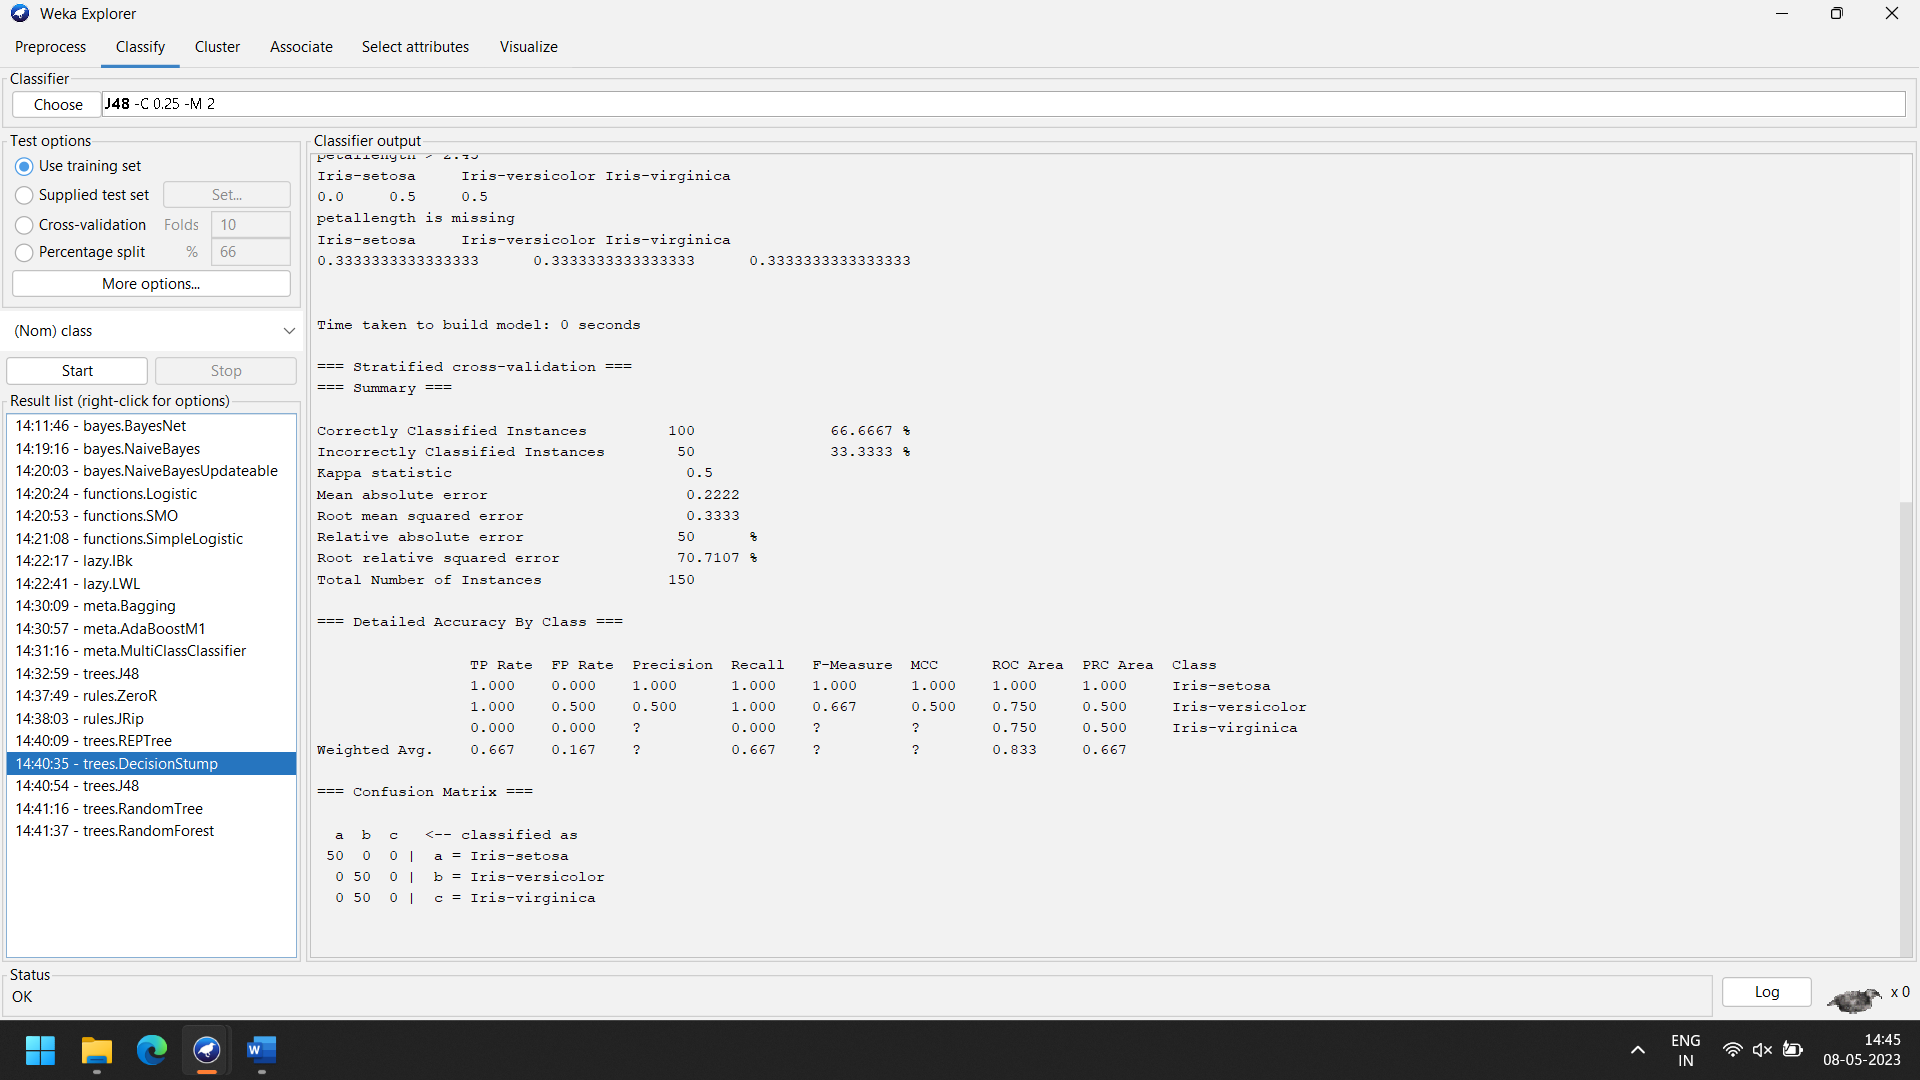 Weka Explorer
Preprocess Classify Cluster Associate Select attributes Visualize
Classifier
Choose J48 -C 0.25 -M 2
Test options
Use training set
Supplied test set Set...
Cross-validation Folds 10
Percentage split % 66
More options...
(Nom) class
Start Stop
Result list (right-click for options)
14:11:46 - bayes.BayesNet
14:19:16 - bayes.NaiveBayes
14:20:03 - bayes.NaiveBayesUpdateable
14:20:24 - functions.Logistic
14:20:53 - functions.SMO
14:21:08 - functions.SimpleLogistic
14:22:17 - lazy.IBk
14:22:41 - lazy.LWL
14:30:09 - meta.Bagging
14:30:57 - meta.AdaBoostM1
14:31:16 - meta.MultiClassClassifier
14:32:59 - trees.J48
14:37:49 - rules.ZeroR
14:38:03 - rules.JRip
14:40:09 - trees.REPTree
14:40:35 - trees.DecisionStump
14:40:54 - trees.J48
14:41:16 - trees.RandomTree
14:41:37 - trees.RandomForest
Classifier output
petallength > 2.45
Iris-setosa Iris-versicolor Iris-virginica
0.0 0.5 0.5
petallength is missing
Iris-setosa Iris-versicolor Iris-virginica
0.3333333333333333 0.3333333333333333 0.3333333333333333
Time taken to build model: 0 seconds
=== Stratified cross-validation ===
=== Summary ===
Correctly Classified Instances 100 66.6667 %
Incorrectly Classified Instances 50 33.3333 %
Kappa statistic 0.5
Mean absolute error 0.2222
Root mean squared error 0.3333
Relative absolute error 50 %
Root relative squared error 70.7107 %
Total Number of Instances 150
=== Detailed Accuracy By Class ===
TP Rate FP Rate Precision Recall F-Measure MCC ROC Area PRC Area Class
1.000 0.000 1.000 1.000 1.000 1.000 1.000 1.000 Iris-setosa
1.000 0.500 0.500 1.000 0.667 0.500 0.750 0.500 Iris-versicolor
0.000 0.000 ? 0.000 ? ? 0.750 0.500 Iris-virginica
Weighted Avg. 0.667 0.167 ? 0.667 ? ? 0.833 0.667
=== Confusion Matrix ===
a b c <-- classified as
50 0 0 | a = Iris-setosa
0 50 0 | b = Iris-versicolor
0 50 0 | c = Iris-virginica
Status
OK
Log
x 0
W
ENG
IN
14:45
08-05-2023